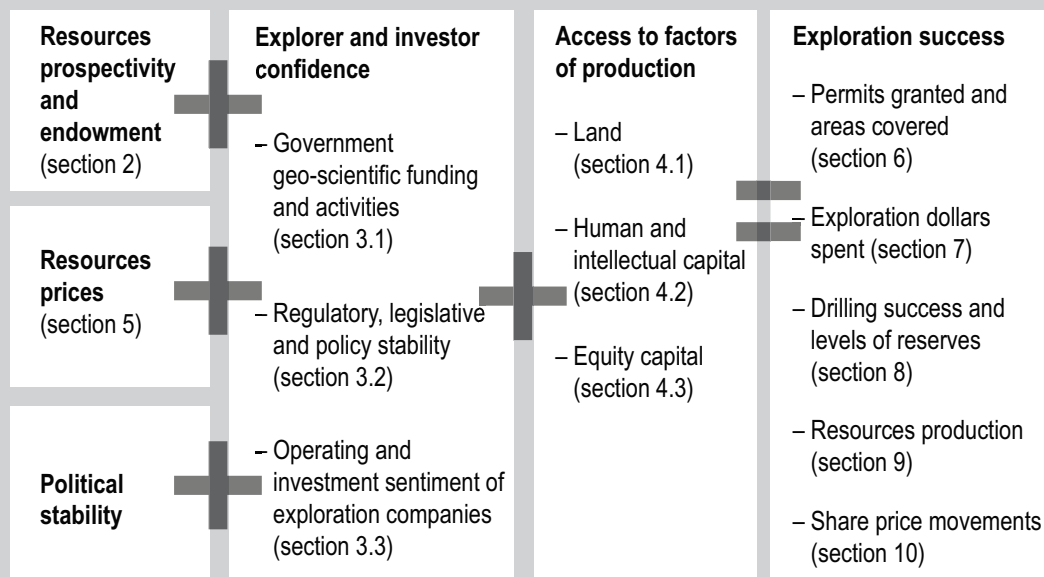 Resources
prospectivity
and
endowment
(section 2)
Resources
prices
(section 5)
Political
stability
Explorer and investor
confidence
– Government
geo-scientific funding
and activities
(section 3.1)
– Regulatory, legislative
and policy stability
(section 3.2)
– Operating and
investment sentiment of
exploration companies
(section 3.3)
Access to factors
of production
– Land
(section 4.1)
– Human and
intellectual capital
(section 4.2)
– Equity capital
(section 4.3)
Exploration success
– Permits granted and
areas covered
(section 6)
– Exploration dollars
spent (section 7)
– Drilling success and
levels of reserves
(section 8)
– Resources production
(section 9)
– Share price movements
(section 10)